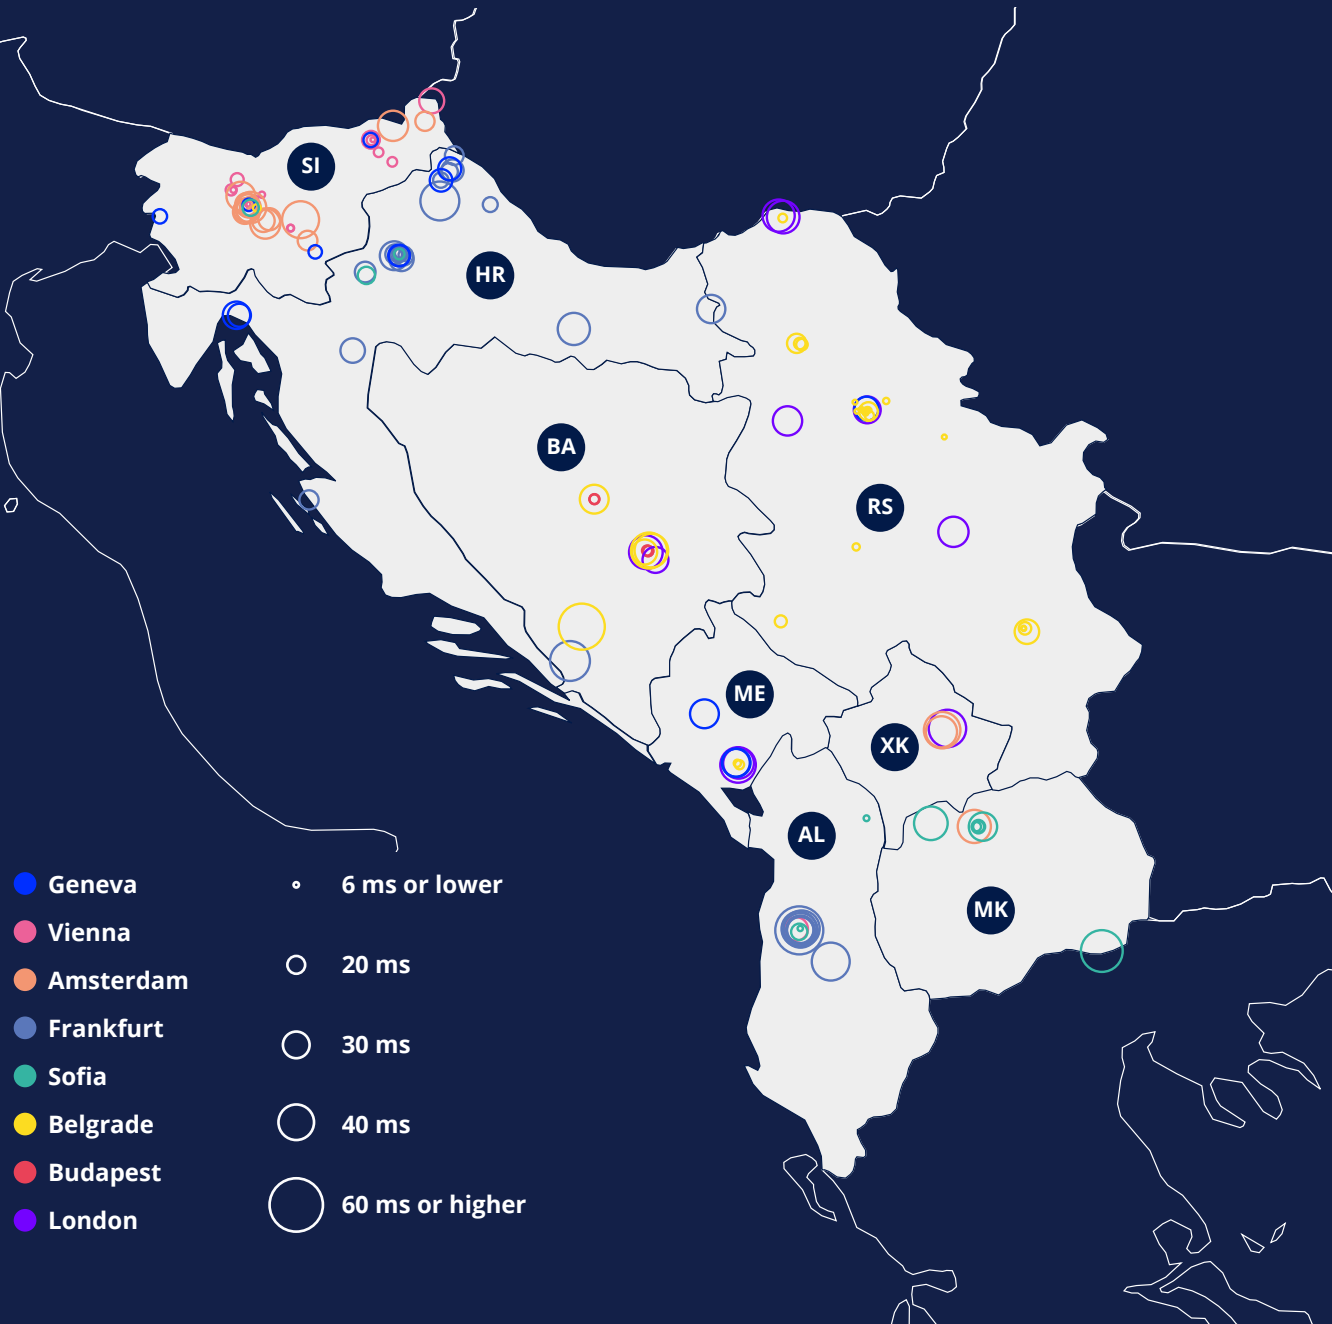 SI
HR
BA
RS
ME
XK
AL
MK
Geneva
Vienna
Amsterdam
Frankfurt
Sofia
Belgrade
Budapest
London
6 ms or lower
20 ms
30 ms
40 ms
60 ms or higher